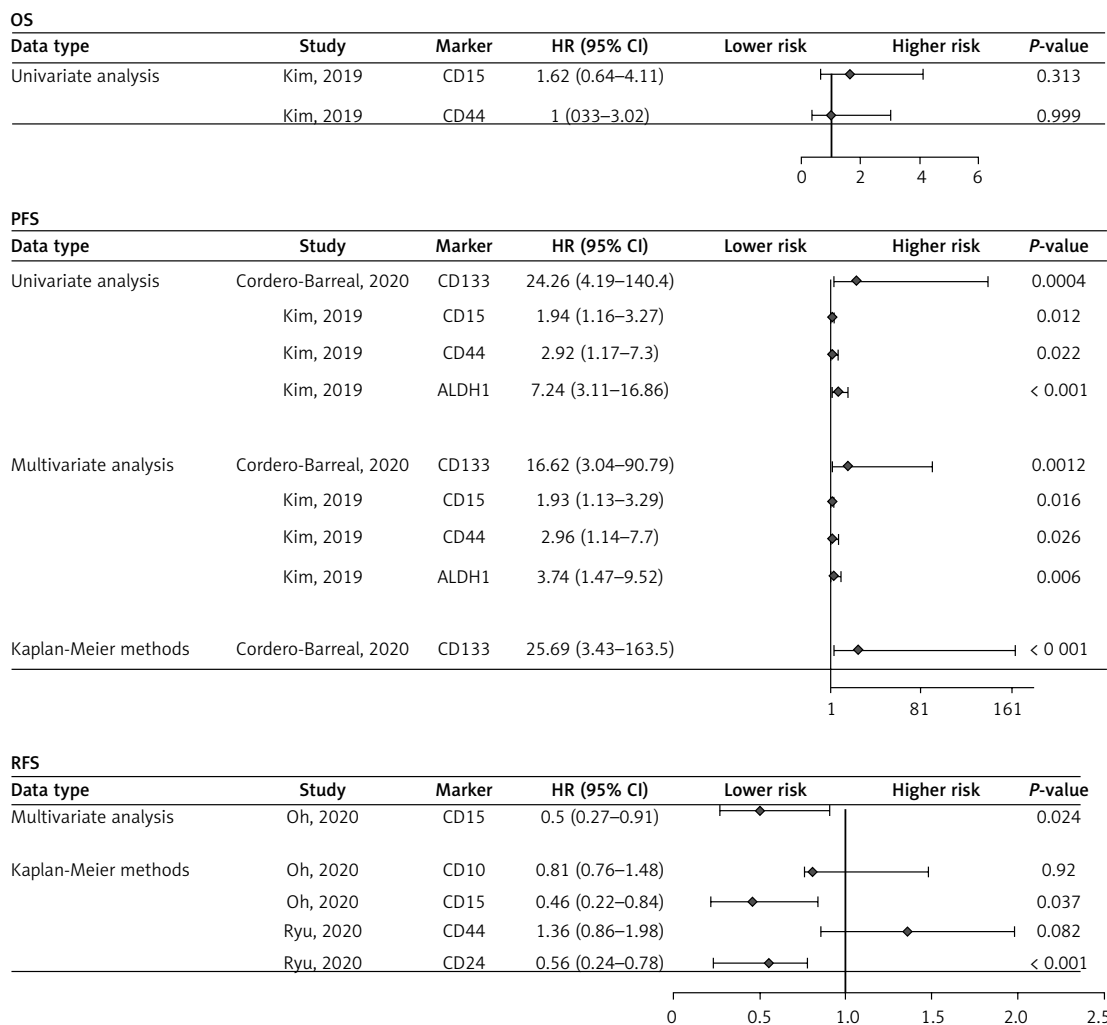 OS
Data type Study Marker HR (95% CI) Lower risk Higher risk P-value
Univariate analysis Kim, 2019 CD15 1.62 (0.64–4.11) 0.313
Kim, 2019 CD44 1 (033–3.02) 0.999
0 2 4 6
PFS
Data type Study Marker HR (95% CI) Lower risk Higher risk P-value
Univariate analysis Cordero-Barreal, 2020 CD133 24.26 (4.19–140.4) 0.0004
Kim, 2019 CD15 1.94 (1.16–3.27) 0.012
Kim, 2019 CD44 2.92 (1.17–7.3) 0.022
Kim, 2019 ALDH1 7.24 (3.11–16.86) < 0.001
Multivariate analysis Cordero-Barreal, 2020 CD133 16.62 (3.04–90.79) 0.0012
Kim, 2019 CD15 1.93 (1.13–3.29) 0.016
Kim, 2019 CD44 2.96 (1.14–7.7) 0.026
Kim, 2019 ALDH1 3.74 (1.47–9.52) 0.006
Kaplan-Meier methods Cordero-Barreal, 2020 CD133 25.69 (3.43–163.5) < 0 001
1 81 161
RFS
Data type Study Marker HR (95% CI) Lower risk Higher risk P-value
Multivariate analysis Oh, 2020 CD15 0.5 (0.27–0.91) 0.024
Kaplan-Meier methods Oh, 2020 CD10 0.81 (0.76–1.48) 0.92
Oh, 2020 CD15 0.46 (0.22–0.84) 0.037
Ryu, 2020 CD44 1.36 (0.86–1.98) 0.082
Ryu, 2020 CD24 0.56 (0.24–0.78) < 0.001
0 0.5 1.0 1.5 2.0 2.5